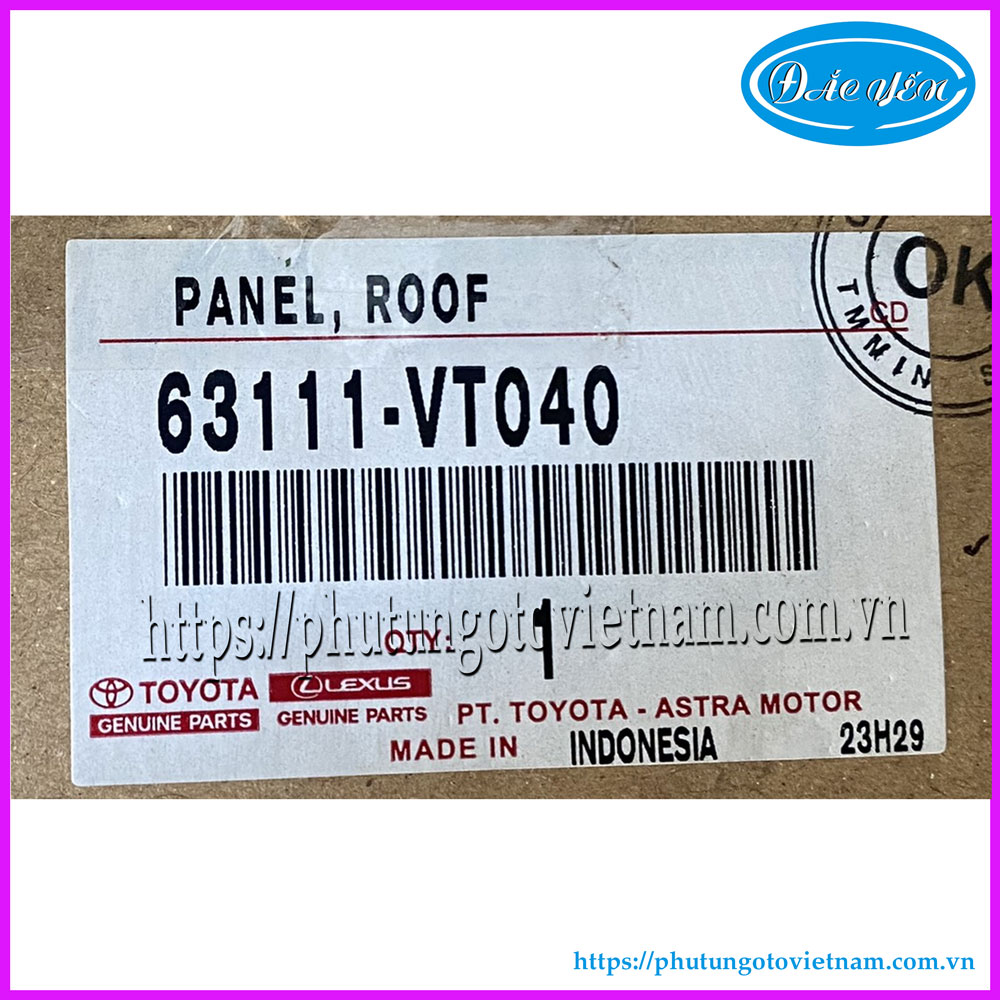 ĐẮC YẾN
PANEL, ROOF
OK
CD
TMMIN
63111-VT040
https://phutungotovietnam.com.vn
QTY: 1
TOYOTA
GENUINE PARTS
LEXUS
GENUINE PARTS
PT. TOYOTA - ASTRA MOTOR
MADE IN INDONESIA
23H29
https://phutungotovietnam.com.vn